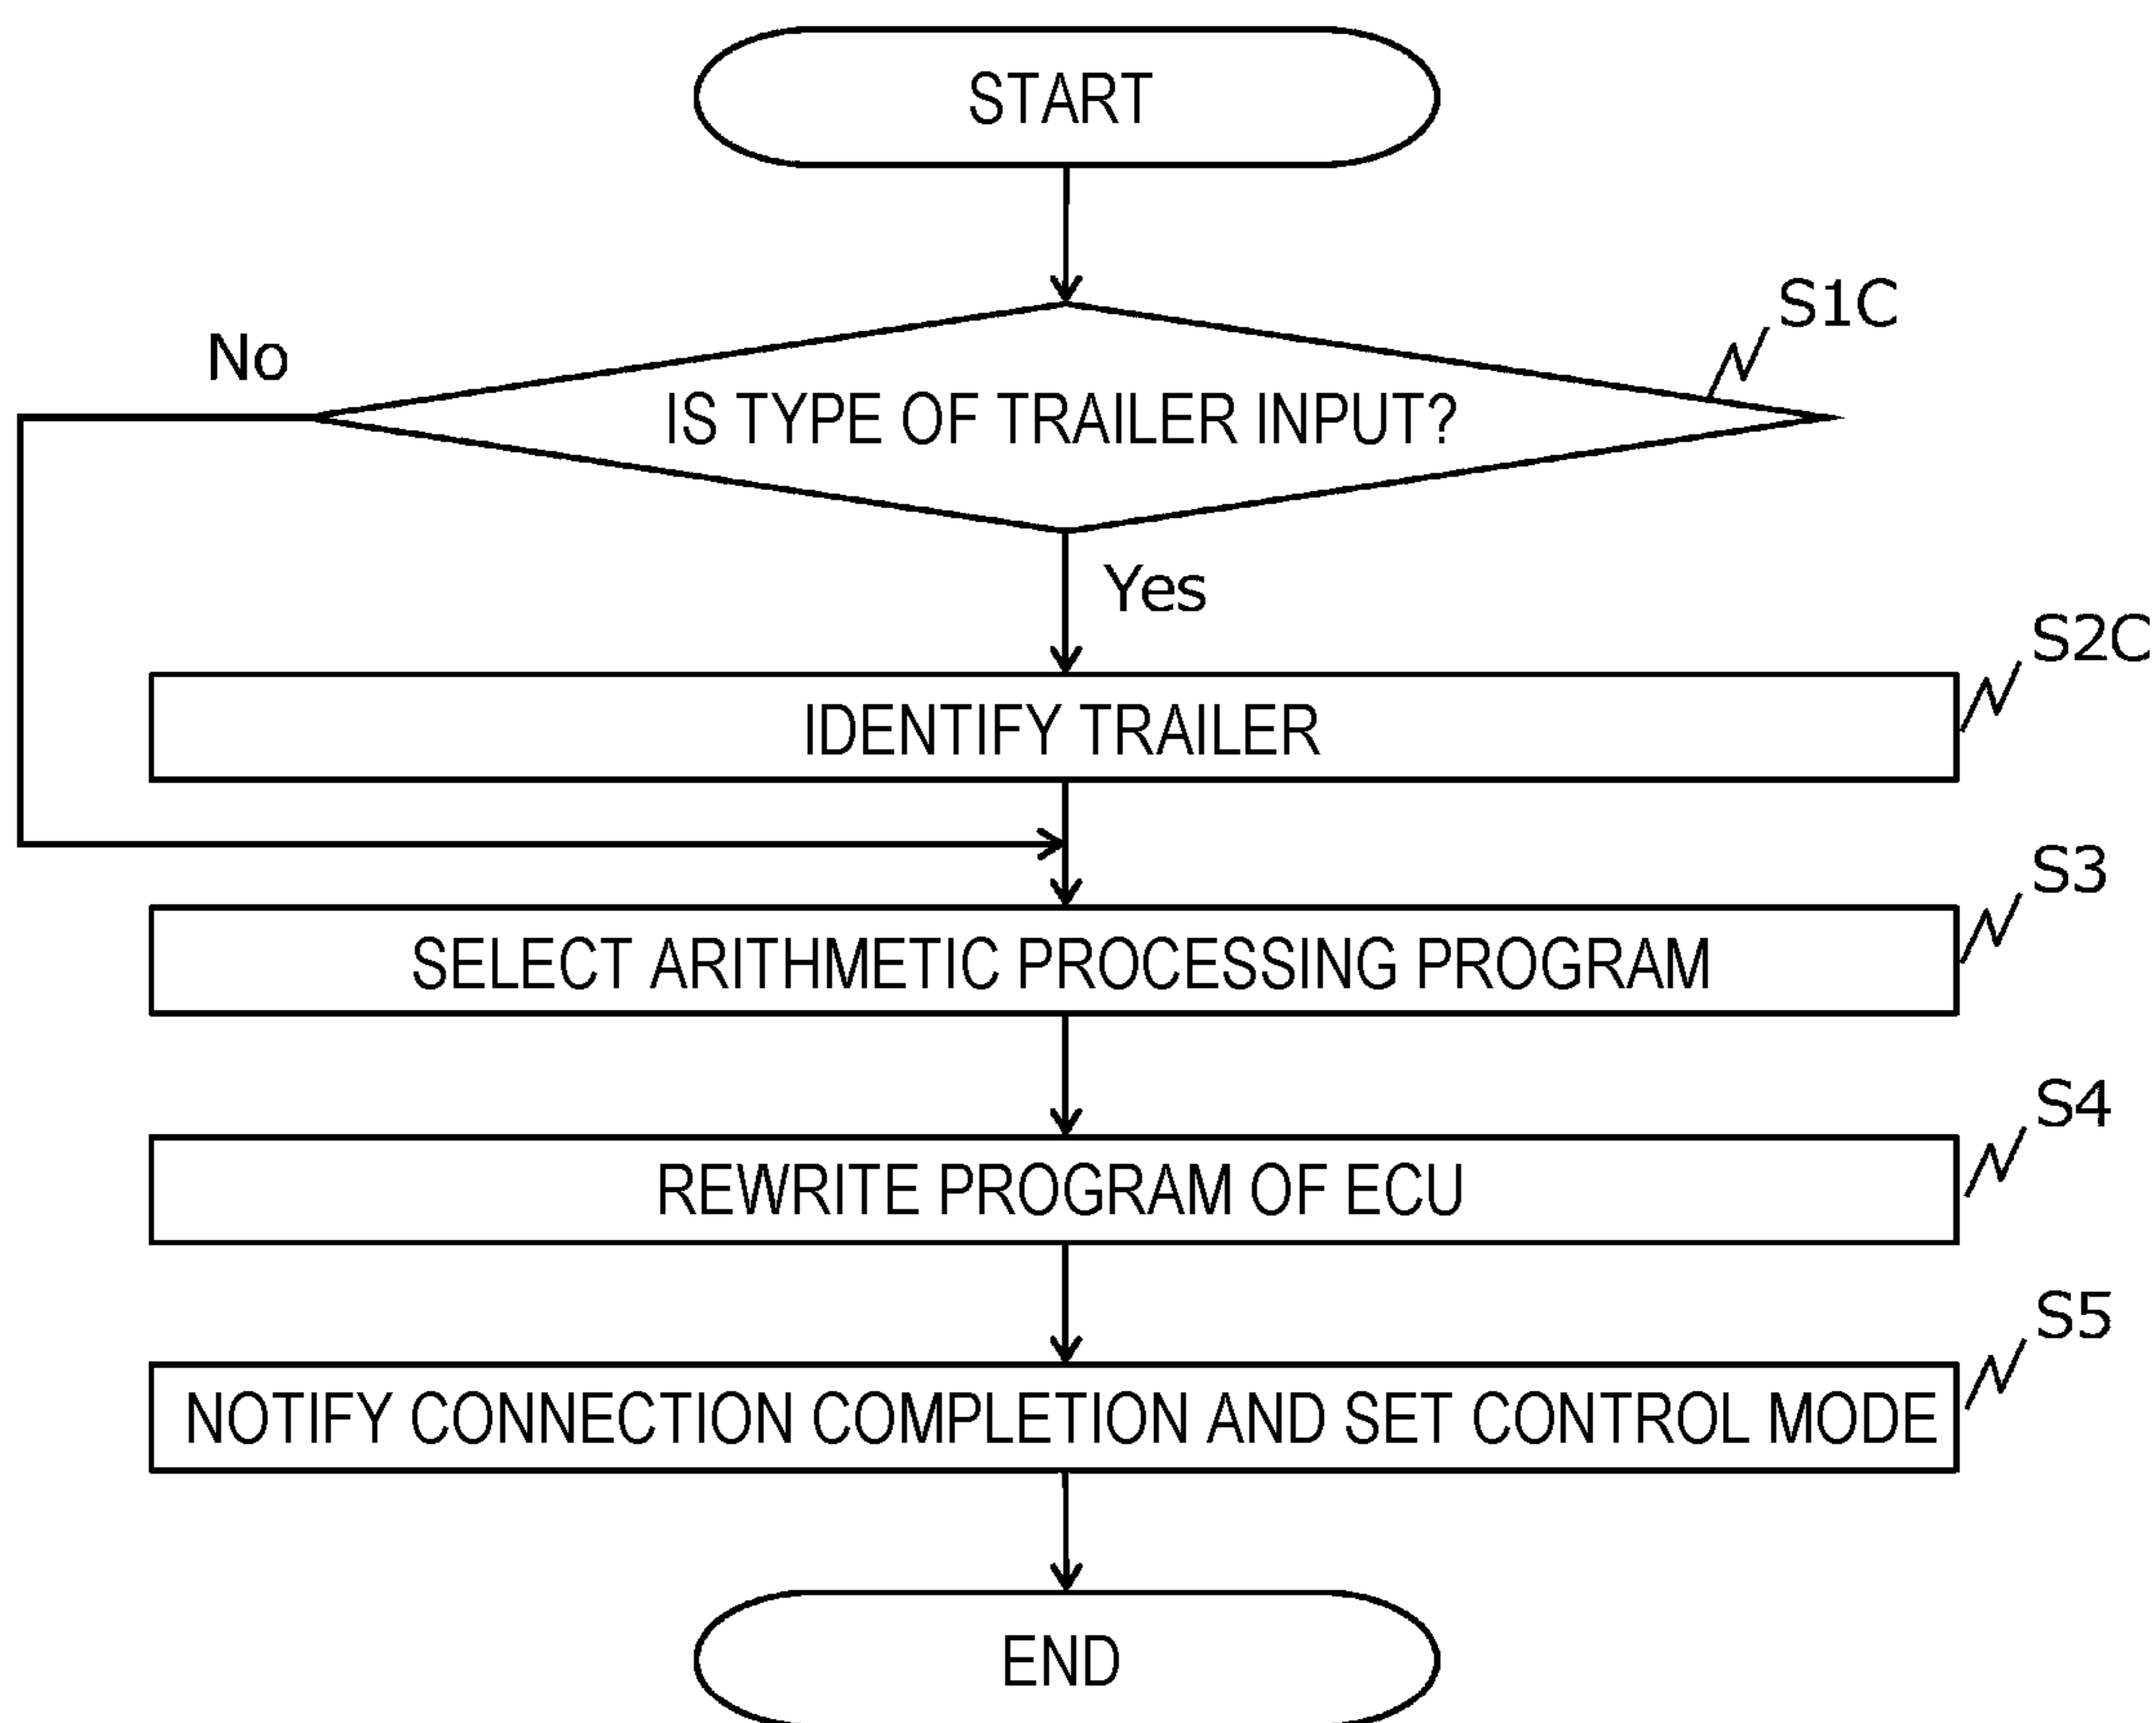 START
S1C
No
IS TYPE OF TRAILER INPUT?
Yes
S2C
IDENTIFY TRAILER
S3
SELECT ARITHMETIC PROCESSING PROGRAM
S4
REWRITE PROGRAM OF ECU
S5
NOTIFY CONNECTION COMPLETION AND SET CONTROL MODE
END